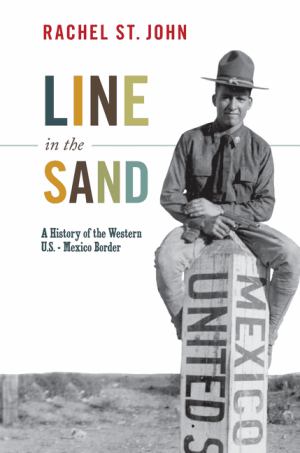 RACHEL ST. JOHN
LINE
in the
SAND
A History of the Western
U.S. - Mexico Border
MEXICO
UNITED S